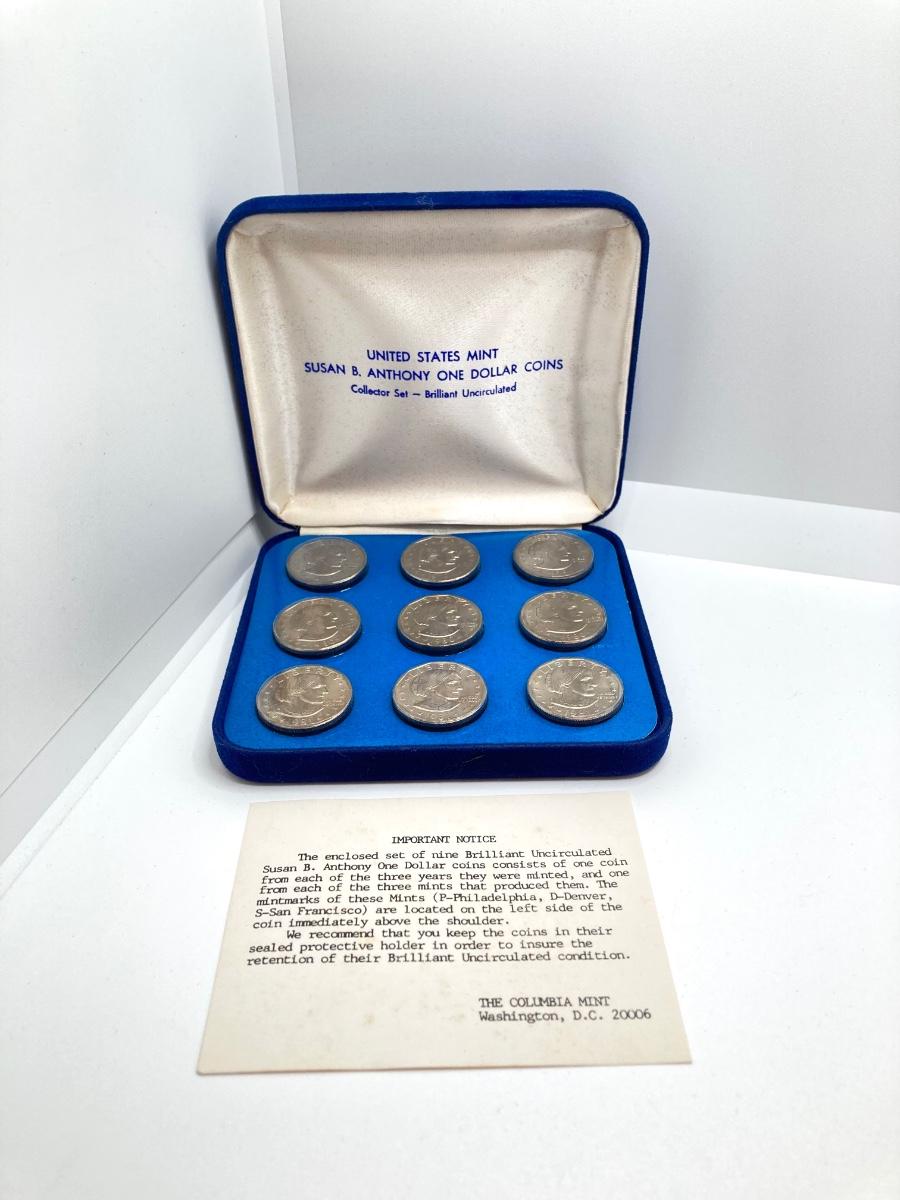 UNITED STATES MINT
SUSAN B. ANTHONY ONE DOLLAR COINS
Collector Set — Brilliant Uncirculated
LIBERTY
LIBERTY
LIBERTY
IMPORTANT NOTICE
The enclosed set of nine Brilliant Uncirculated
Susan B. Anthony One Dollar coins consists of one coin
from each of the three years they were minted, and one
from each of the three mints that produced them. The
mintmarks of these Mints (P-Philadelphia, D-Denver,
S-San Francisco) are located on the left side of the
coin immediately above the shoulder.
We recommend that you keep the coins in their
sealed protective holder in order to insure the
retention of their Brilliant Uncirculated condition.
THE COLUMBIA MINT
Washington, D.C. 20006